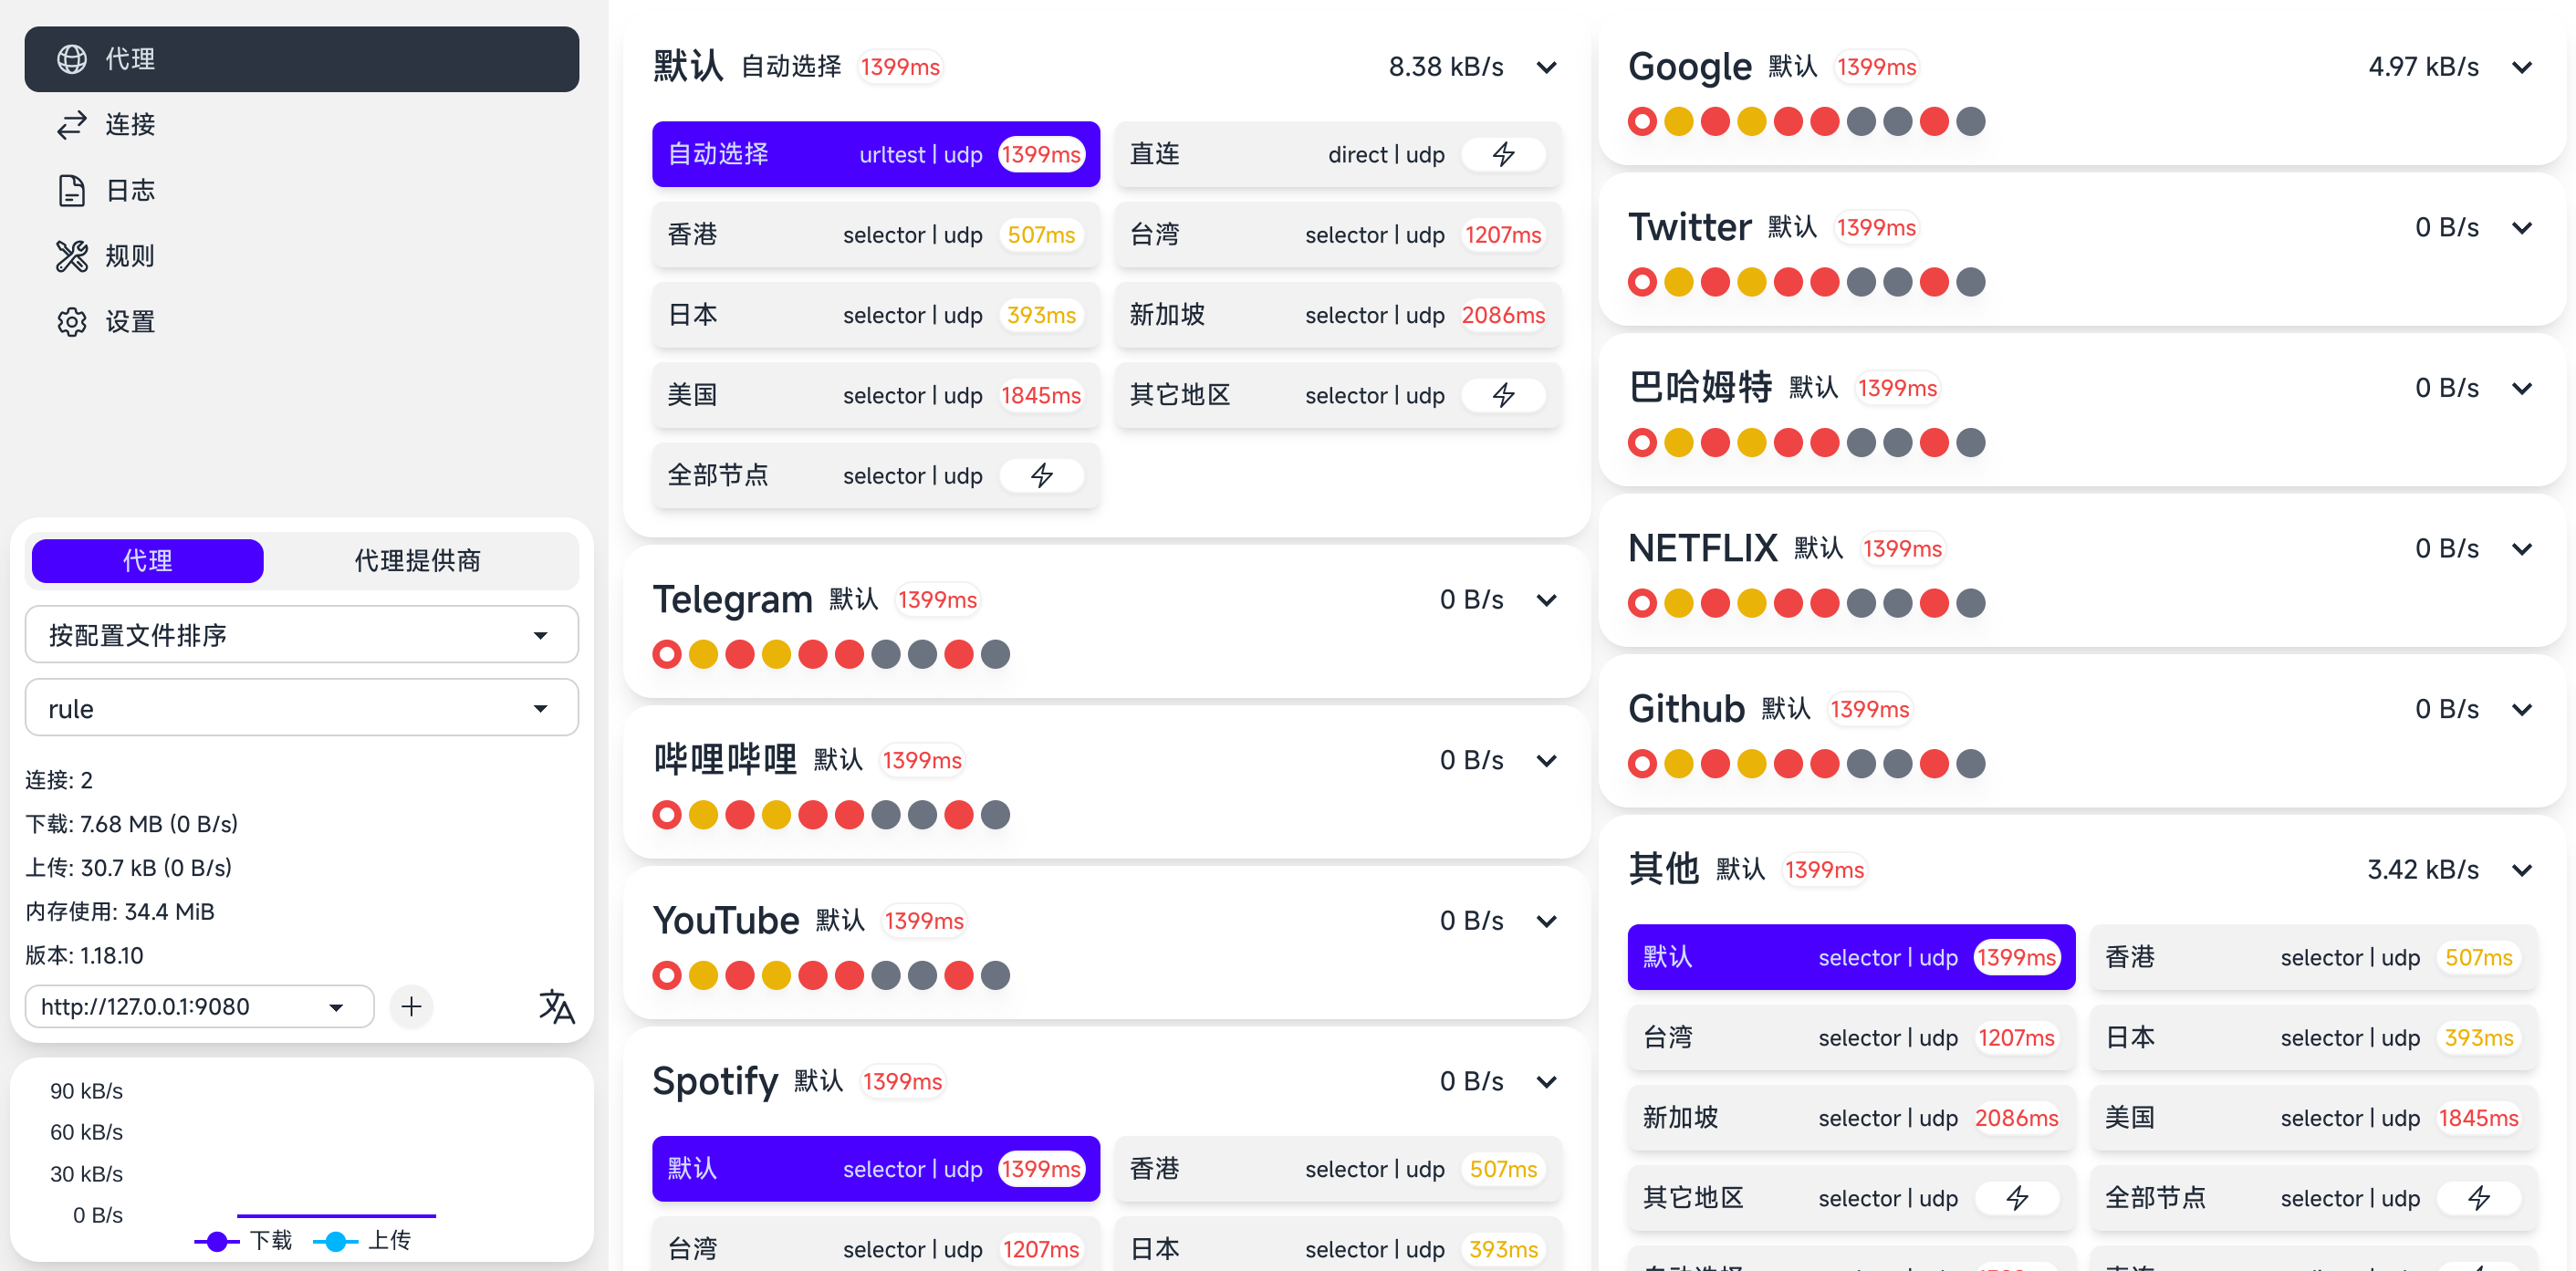 代理
连接
日志
规则
设置
代理 代理提供商
按配置文件排序
rule
连接: 2
下载: 7.68 MB (0 B/s)
上传: 30.7 kB (0 B/s)
内存使用: 34.4 MiB
版本: 1.18.10
http://127.0.0.1:9080
90 kB/s
60 kB/s
30 kB/s
0 B/s
下载 上传
默认 自动选择 1399ms 8.38 kB/s
自动选择 urltest | udp 1399ms
直连 direct | udp
香港 selector | udp 507ms
台湾 selector | udp 1207ms
日本 selector | udp 393ms
新加坡 selector | udp 2086ms
美国 selector | udp 1845ms
其它地区 selector | udp
全部节点 selector | udp
Telegram 默认 1399ms 0 B/s
哔哩哔哩 默认 1399ms 0 B/s
YouTube 默认 1399ms 0 B/s
Spotify 默认 1399ms 0 B/s
默认 selector | udp 1399ms
香港 selector | udp 507ms
台湾 selector | udp 1207ms
日本 selector | udp 393ms
Google 默认 1399ms 4.97 kB/s
Twitter 默认 1399ms 0 B/s
巴哈姆特 默认 1399ms 0 B/s
NETFLIX 默认 1399ms 0 B/s
Github 默认 1399ms 0 B/s
其他 默认 1399ms 3.42 kB/s
默认 selector | udp 1399ms
香港 selector | udp 507ms
台湾 selector | udp 1207ms
日本 selector | udp 393ms
新加坡 selector | udp 2086ms
美国 selector | udp 1845ms
其它地区 selector | udp
全部节点 selector | udp